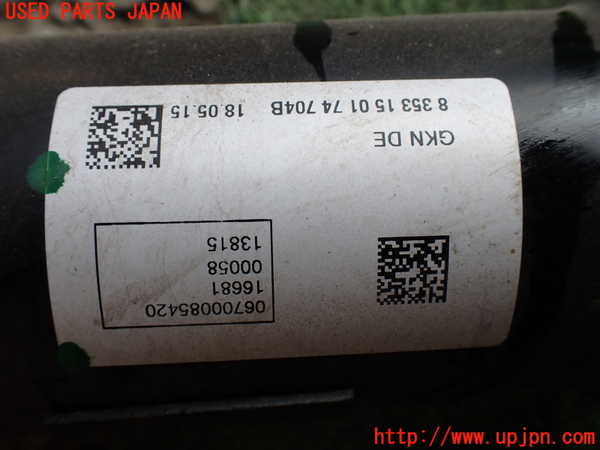 USED PARTS JAPAN
06700085420
16681
00058
13815
GKN DE
8 353 15 01 74 704B 18.05.15
http://www.upjpn.com/